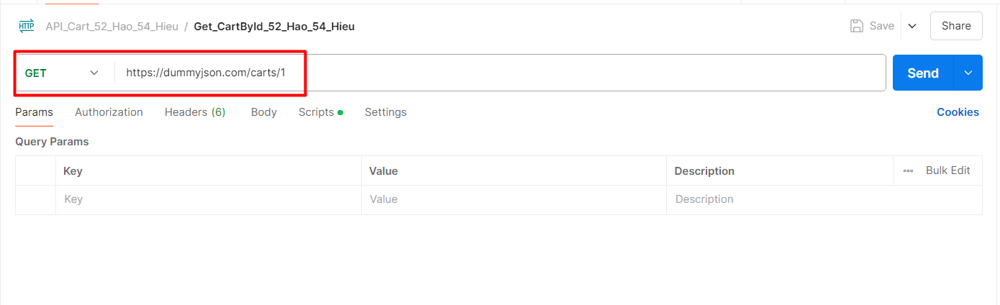 HTTP API_Cart_52_Hao_54_Hieu / Get_CartById_52_Hao_54_Hieu Save Share
GET https://dummyjson.com/carts/1 Send
Params Authorization Headers (6) Body Scripts Settings Cookies
Query Params
Key Value Description Bulk Edit
Key Value Description